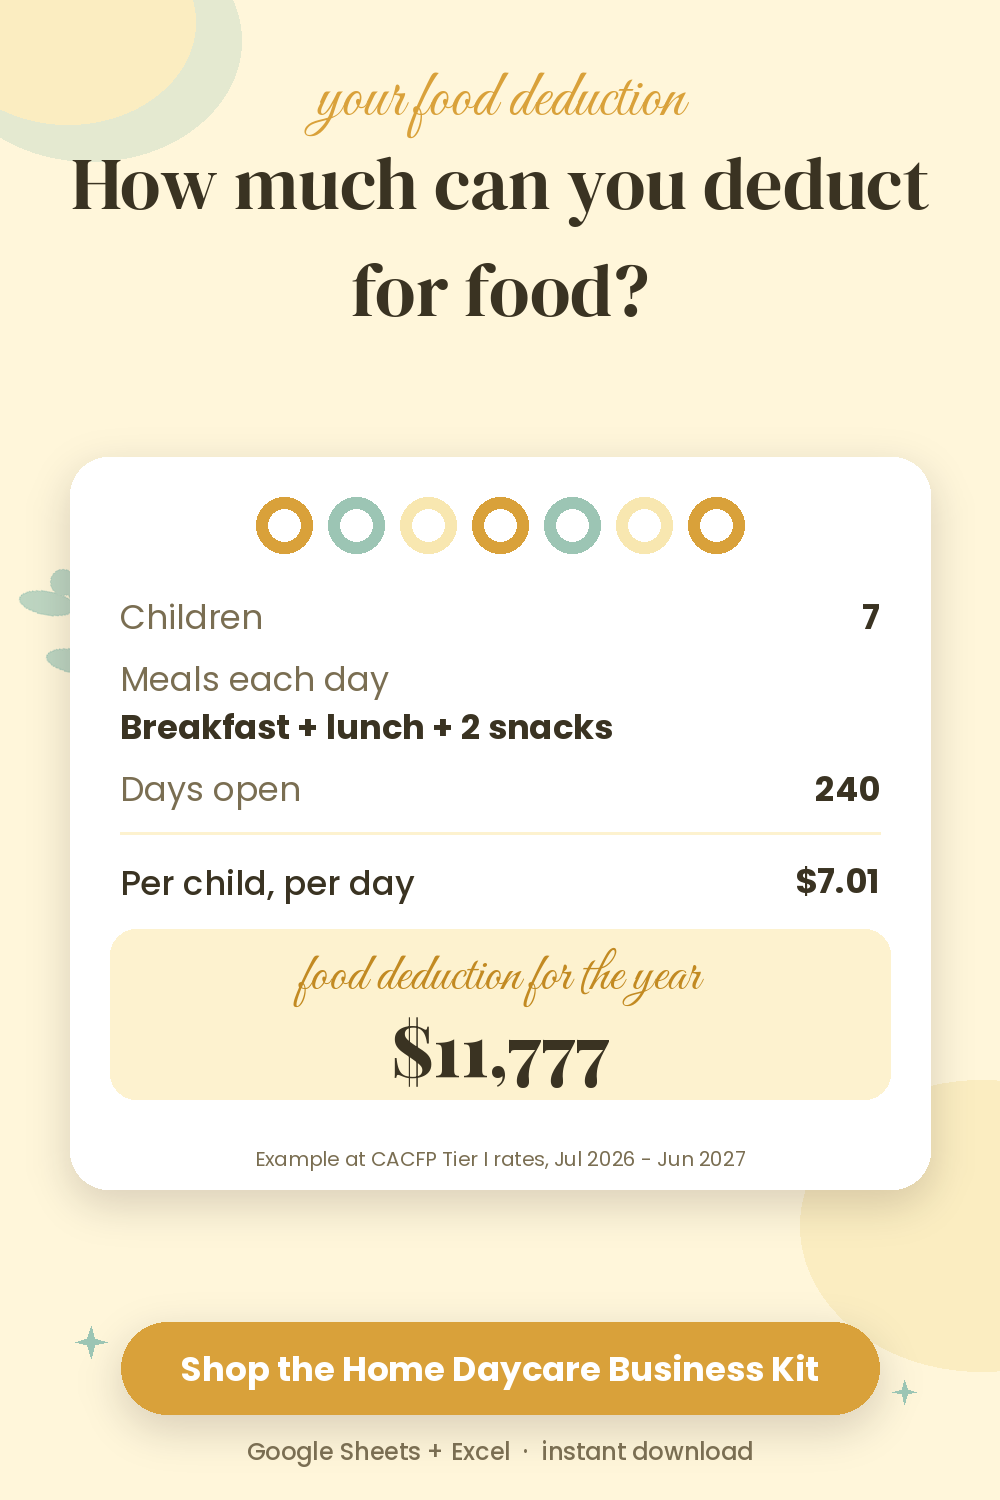 your food deduction
How much can you deduct
for food?
Children 7
Meals each day
Breakfast + lunch + 2 snacks
Days open 240
Per child, per day $7.01
food deduction for the year
$11,777
Example at CACFP Tier I rates, Jul 2026 - Jun 2027
Shop the Home Daycare Business Kit
Google Sheets + Excel · instant download